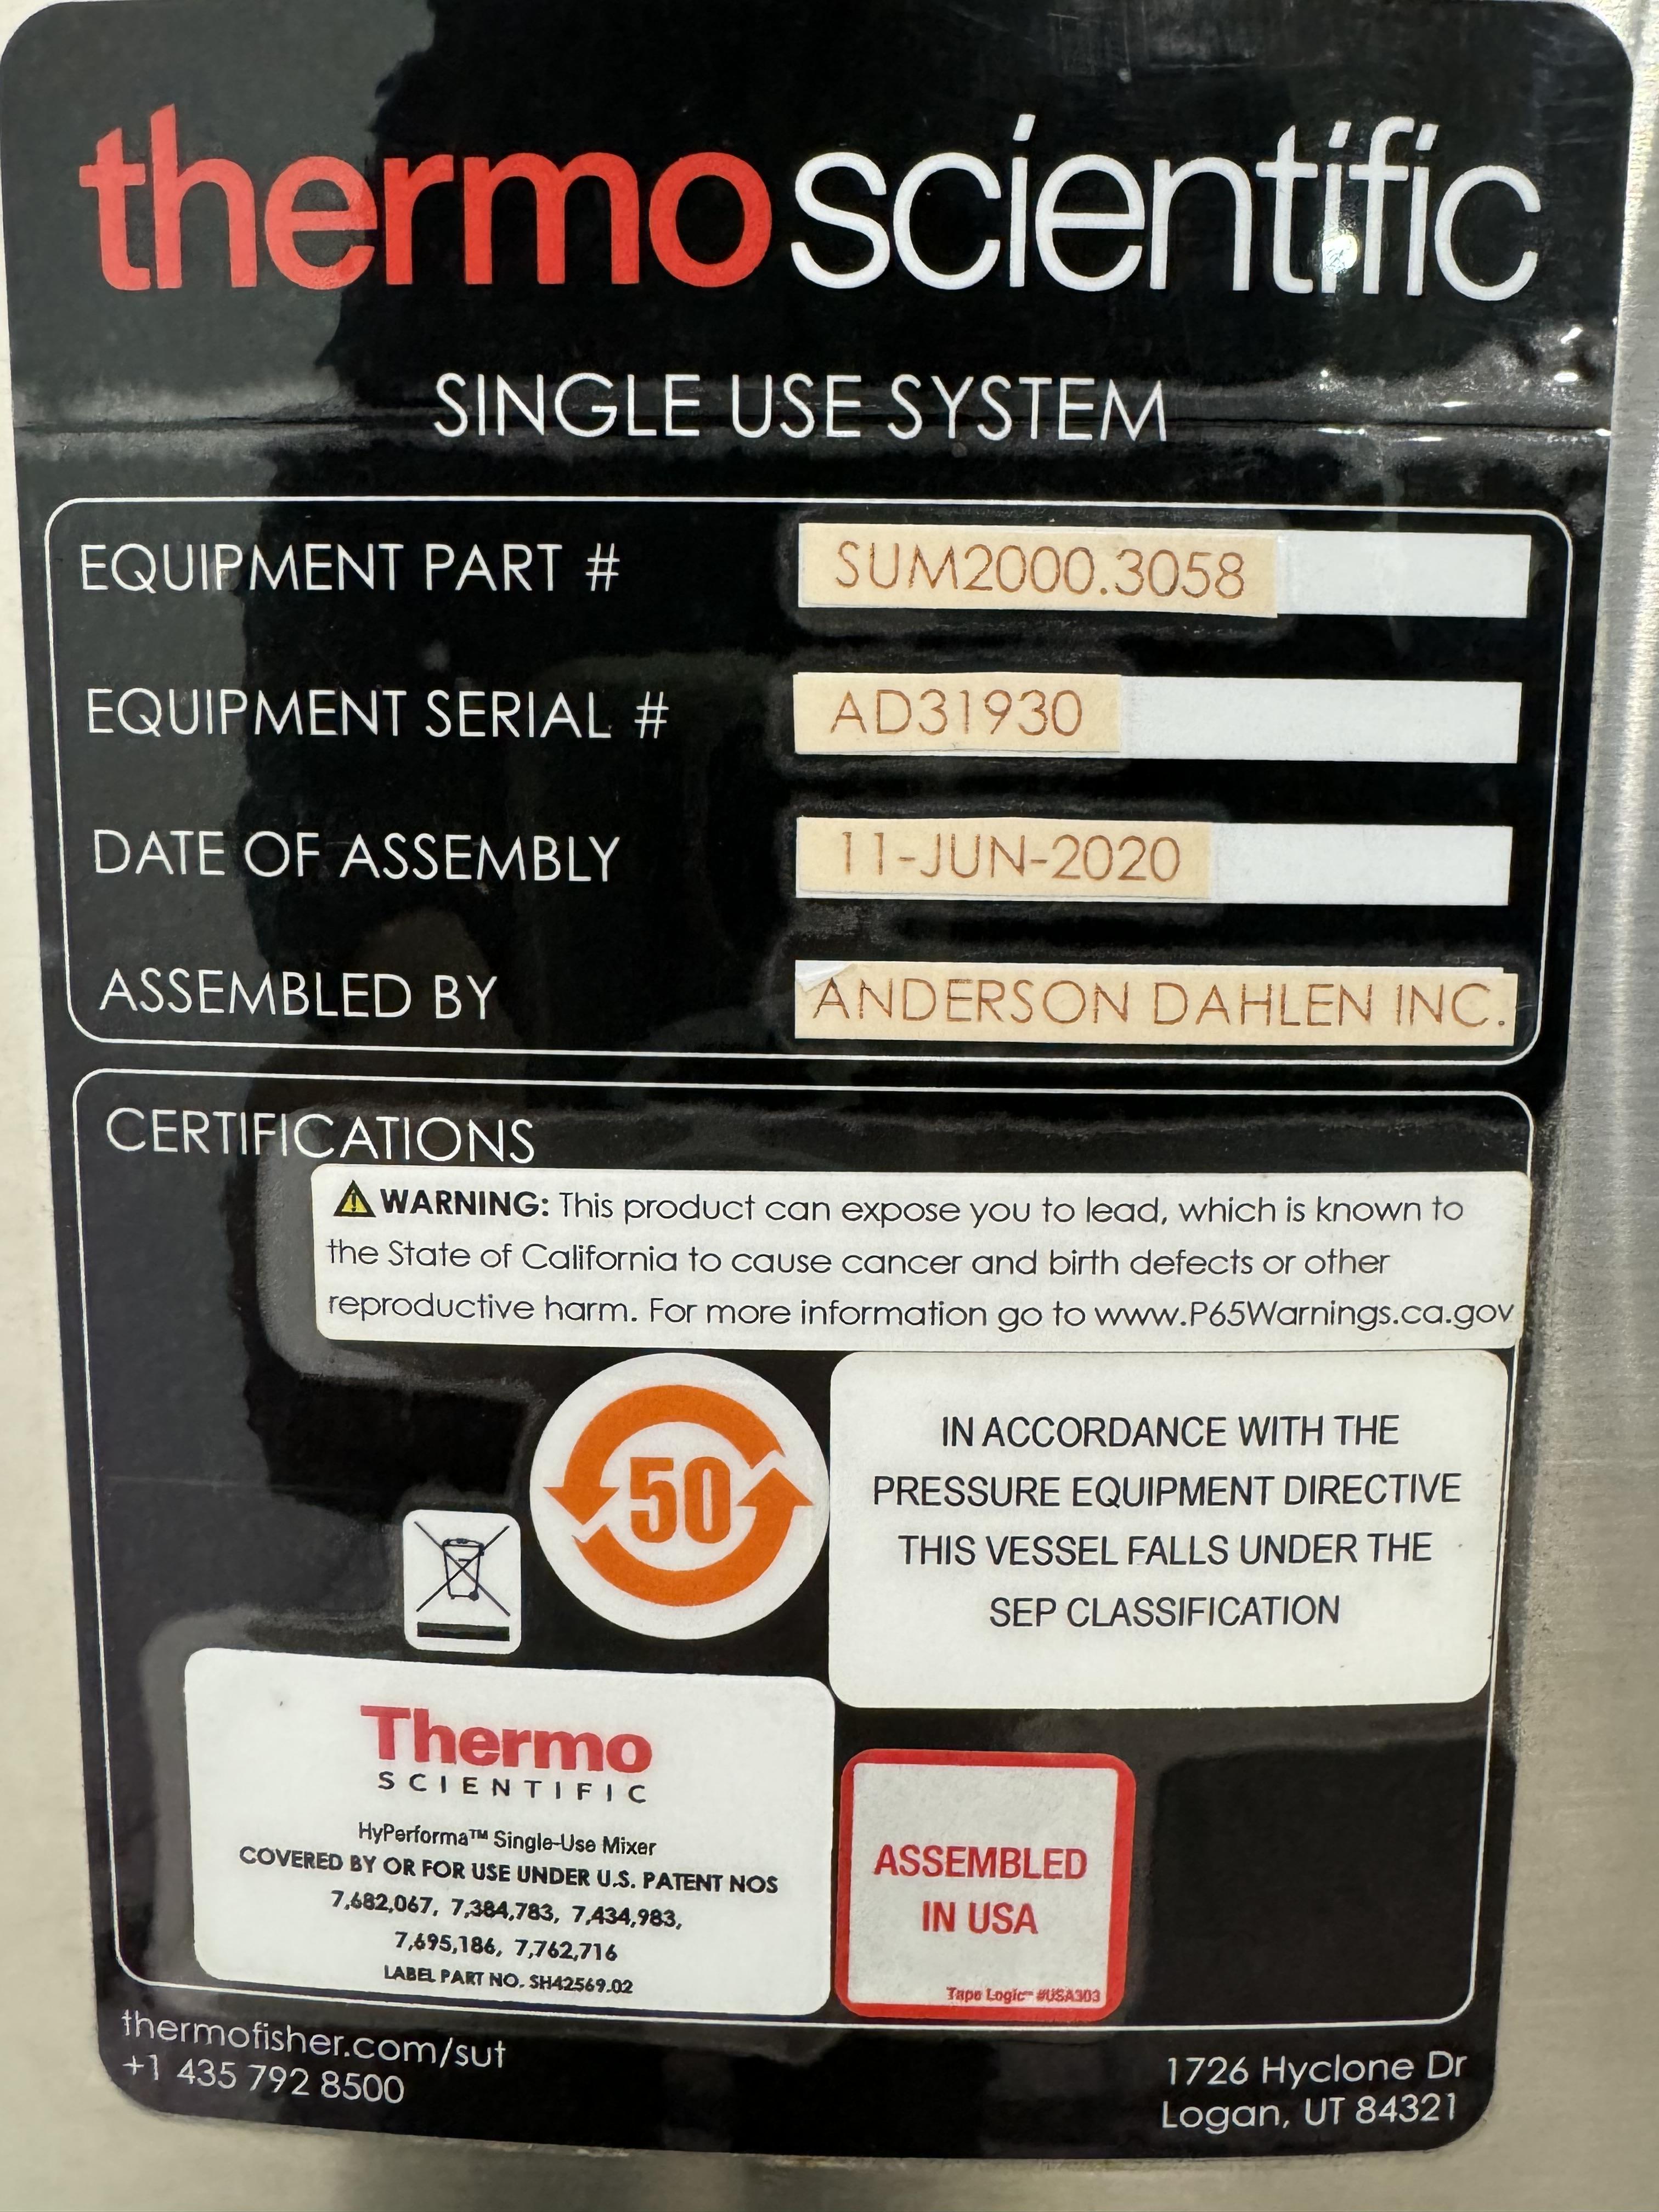 thermoscientific
SINGLE USE SYSTEM
EQUIPMENT PART # SUM2000.3058
EQUIPMENT SERIAL # AD31930
DATE OF ASSEMBLY 11-JUN-2020
ASSEMBLED BY ANDERSON DAHLEN INC.
CERTIFICATIONS
WARNING: This product can expose you to lead, which is known to
the State of California to cause cancer and birth defects or other
reproductive harm. For more information go to www.P65Warnings.ca.gov
50
IN ACCORDANCE WITH THE
PRESSURE EQUIPMENT DIRECTIVE
THIS VESSEL FALLS UNDER THE
SEP CLASSIFICATION
Thermo
SCIENTIFIC
HyPerforma™ Single-Use Mixer
COVERED BY OR FOR USE UNDER U.S. PATENT NOS
7,682,067, 7,384,783, 7,434,983,
7,695,186, 7,762,716
LABEL PART NO. SH42569.02
ASSEMBLED
IN USA
Tape Logic™ #USA303
thermofisher.com/sut
+1 435 792 8500
1726 Hyclone Dr
Logan, UT 84321